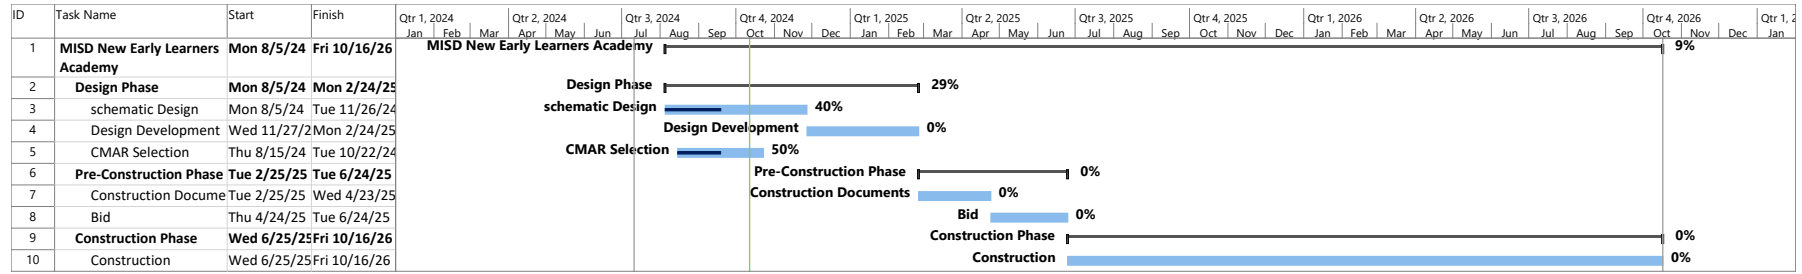 ID Task Name Start Finish Qtr 1, 2024 Qtr 2, 2024 Qtr 3, 2024 Qtr 4, 2024 Qtr 1, 2025 Qtr 2, 2025 Qtr 3, 2025 Qtr 4, 2025 Qtr 1, 2026 Qtr 2, 2026 Qtr 3, 2026 Qtr 4, 2026 Qtr 1, 2
Jan Feb Mar Apr May Jun Jul Aug Sep Oct Nov Dec Jan Feb Mar Apr May Jun Jul Aug Sep Oct Nov Dec Jan Feb Mar Apr May Jun Jul Aug Sep Oct Nov Dec Jan
1 MISD New Early Learners Mon 8/5/24 Fri 10/16/26 MISD New Early Learners Academy 9%
Academy
2 Design Phase Mon 8/5/24 Mon 2/24/25 Design Phase 29%
3 schematic Design Mon 8/5/24 Tue 11/26/24 schematic Design 40%
4 Design Development Wed 11/27/2 Mon 2/24/25 Design Development 0%
5 CMAR Selection Thu 8/15/24 Tue 10/22/24 CMAR Selection 50%
6 Pre-Construction Phase Tue 2/25/25 Tue 6/24/25 Pre-Construction Phase 0%
7 Construction Docume Tue 2/25/25 Wed 4/23/25 Construction Documents 0%
8 Bid Thu 4/24/25 Tue 6/24/25 Bid 0%
9 Construction Phase Wed 6/25/25 Fri 10/16/26 Construction Phase 0%
10 Construction Wed 6/25/25 Fri 10/16/26 Construction 0%